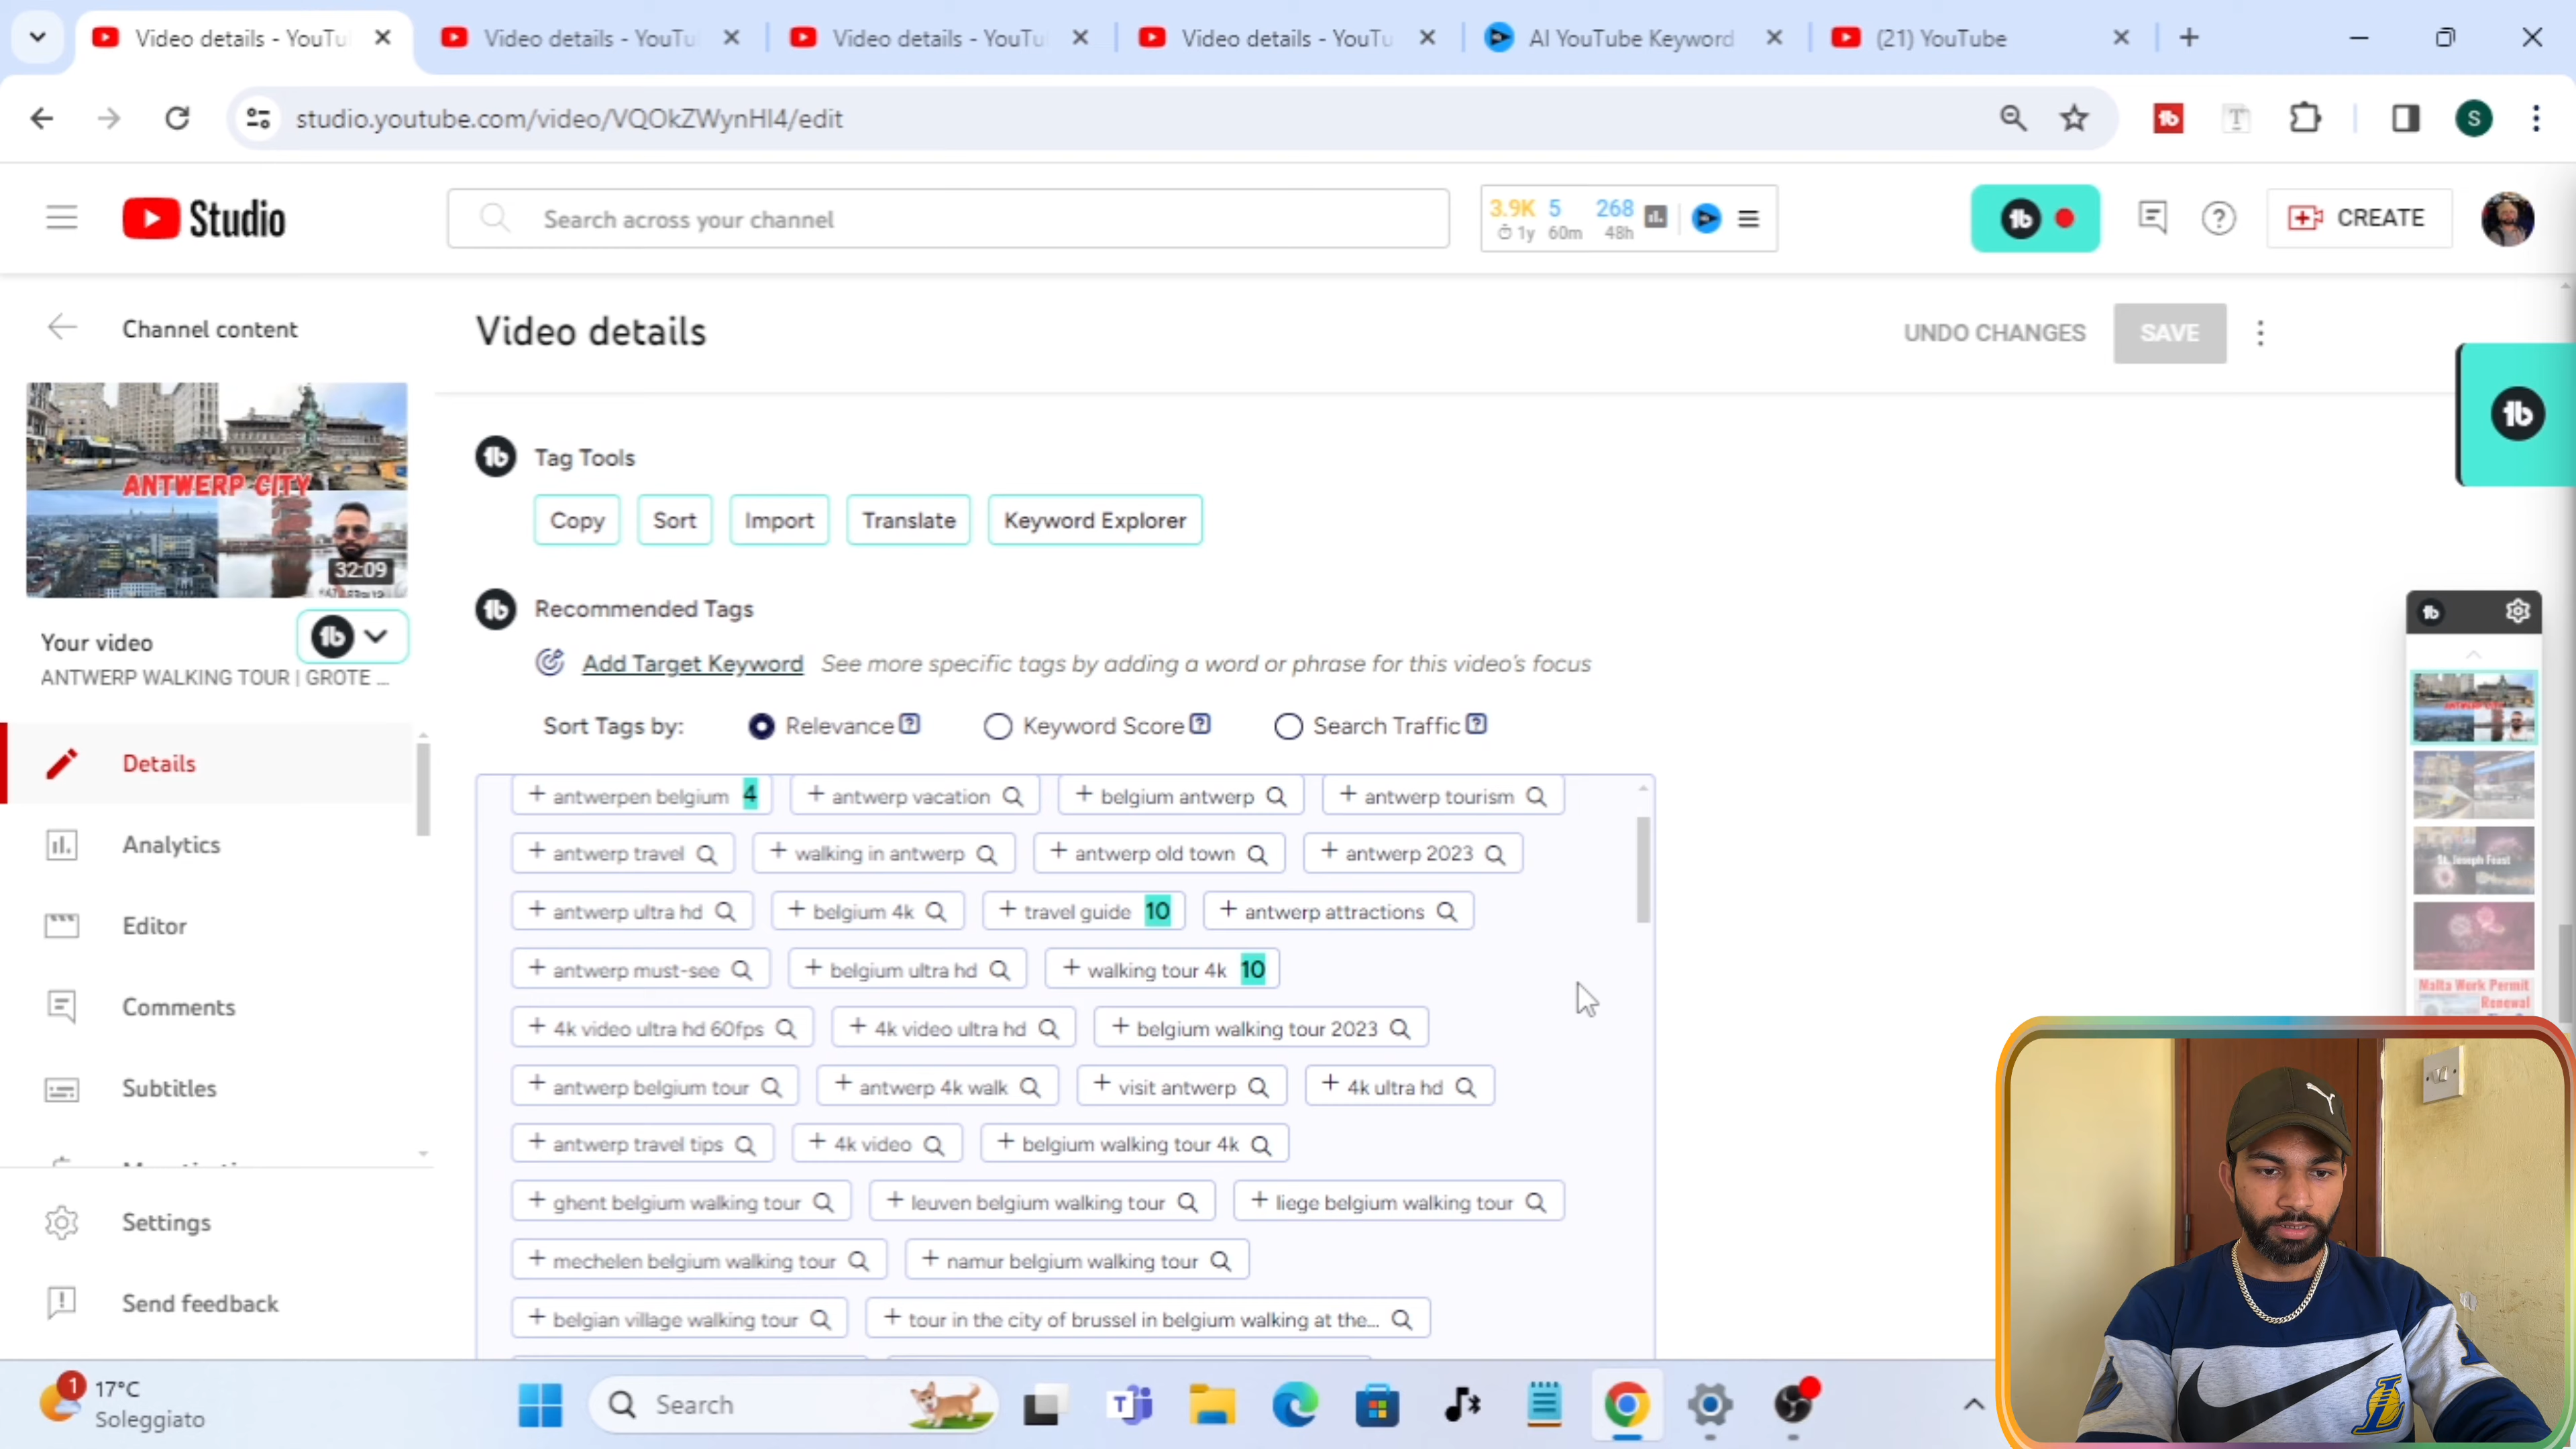 Video details - YouTu
Video details - YouTu
Video details - YouTu
Video details - YouTu
AI YouTube Keyword
(21) YouTube
studio.youtube.com/video/VQOkZWynHI4/edit
S
Studio
Search across your channel
3.9K 5 268
1y 60m 48h
CREATE
Channel content
Video details
UNDO CHANGES
SAVE
ANTWERP CITY
32:09
Your video
ANTWERP WALKING TOUR | GROTE ...
Tag Tools
Copy Sort Import Translate Keyword Explorer
Recommended Tags
Add Target Keyword See more specific tags by adding a word or phrase for this video's focus
Sort Tags by: Relevance ? Keyword Score ? Search Traffic ?
+ antwerpen belgium 4 + antwerp vacation + belgium antwerp + antwerp tourism
+ antwerp travel + walking in antwerp + antwerp old town + antwerp 2023
+ antwerp ultra hd + belgium 4k + travel guide 10 + antwerp attractions
+ antwerp must-see + belgium ultra hd + walking tour 4k 10
+ 4k video ultra hd 60fps + 4k video ultra hd + belgium walking tour 2023
+ antwerp belgium tour + antwerp 4k walk + visit antwerp + 4k ultra hd
+ antwerp travel tips + 4k video + belgium walking tour 4k
+ ghent belgium walking tour + leuven belgium walking tour + liege belgium walking tour
+ mechelen belgium walking tour + namur belgium walking tour
+ belgian village walking tour + tour in the city of brussel in belgium walking at the...
Details
Analytics
Editor
Comments
Subtitles
Settings
Send feedback
St. Joseph Feast
Malta Work Permit
Renewal
1
17°C
Soleggiato
Search